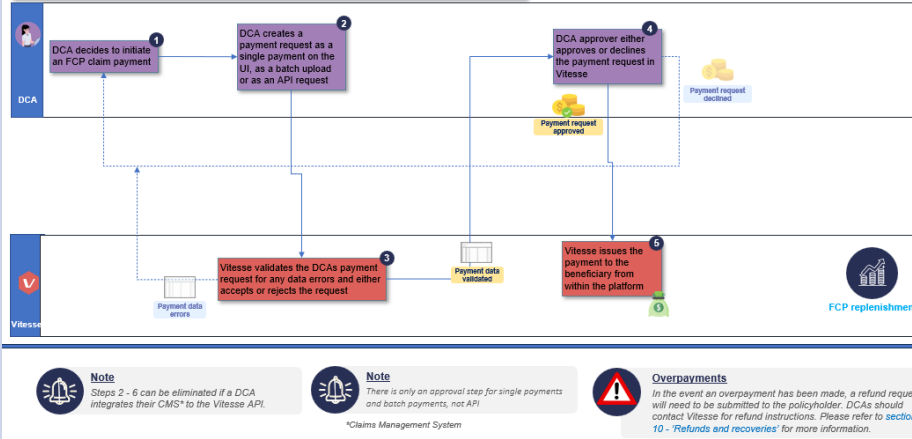 1
DCA decides to initiate
an FCP claim payment
2
DCA creates a
payment request as a
single payment on the
UI, as a batch upload
or as an API request
4
DCA approver either
approves or declines
the payment request in
Vitesse
Payment request
declined
DCA
Payment request
approved
3
Vitesse validates the DCAs payment
request for any data errors and either
accepts or rejects the request
Payment data
validated
5
Vitesse issues the
payment to the
beneficiary from
within the platform
Payment data
errors
FCP replenishmen
Vitesse
Note
Steps 2 - 6 can be eliminated if a DCA
integrates their CMS* to the Vitesse API.
Note
There is only an approval step for single payments
and batch payments, not API
*Claims Management System
Overpayments
In the event an overpayment has been made, a refund reque
will need to be submitted to the policyholder. DCAs should
contact Vitesse for refund instructions. Please refer to section
10 - 'Refunds and recoveries' for more information.